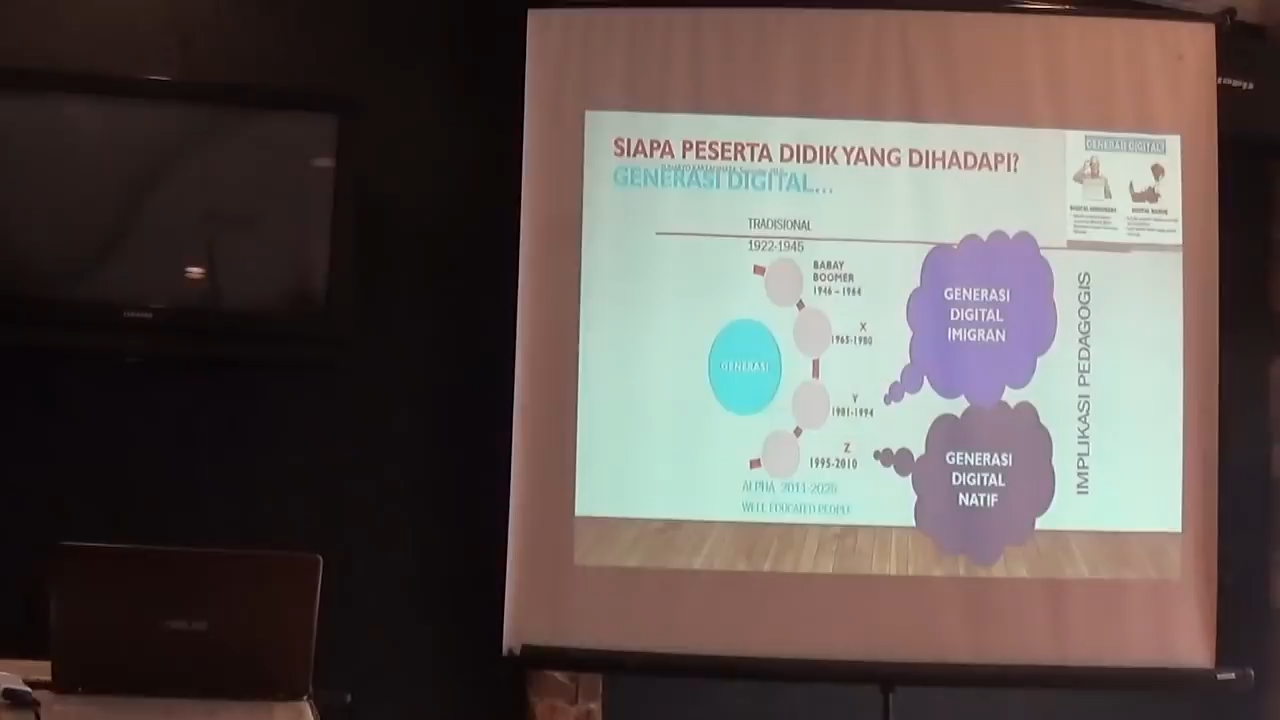 SIAPA PESERTA DIDIK YANG DIHADAPI?
GENERASI DIGITAL...
GENERASI DIGITAL
TRADISIONAL
1922-1945
BABAY
BOOMER
1946 – 1964
X
1965-1980
GENERASI
Y
1981-1994
Z
1995-2010
ALPHA 2011-2025
WELL EDUCATED PEOPLE
GENERASI
DIGITAL
IMIGRAN
GENERASI
DIGITAL
NATIF
IMPLIKASI PEDAGOGIS
SAMSUNG